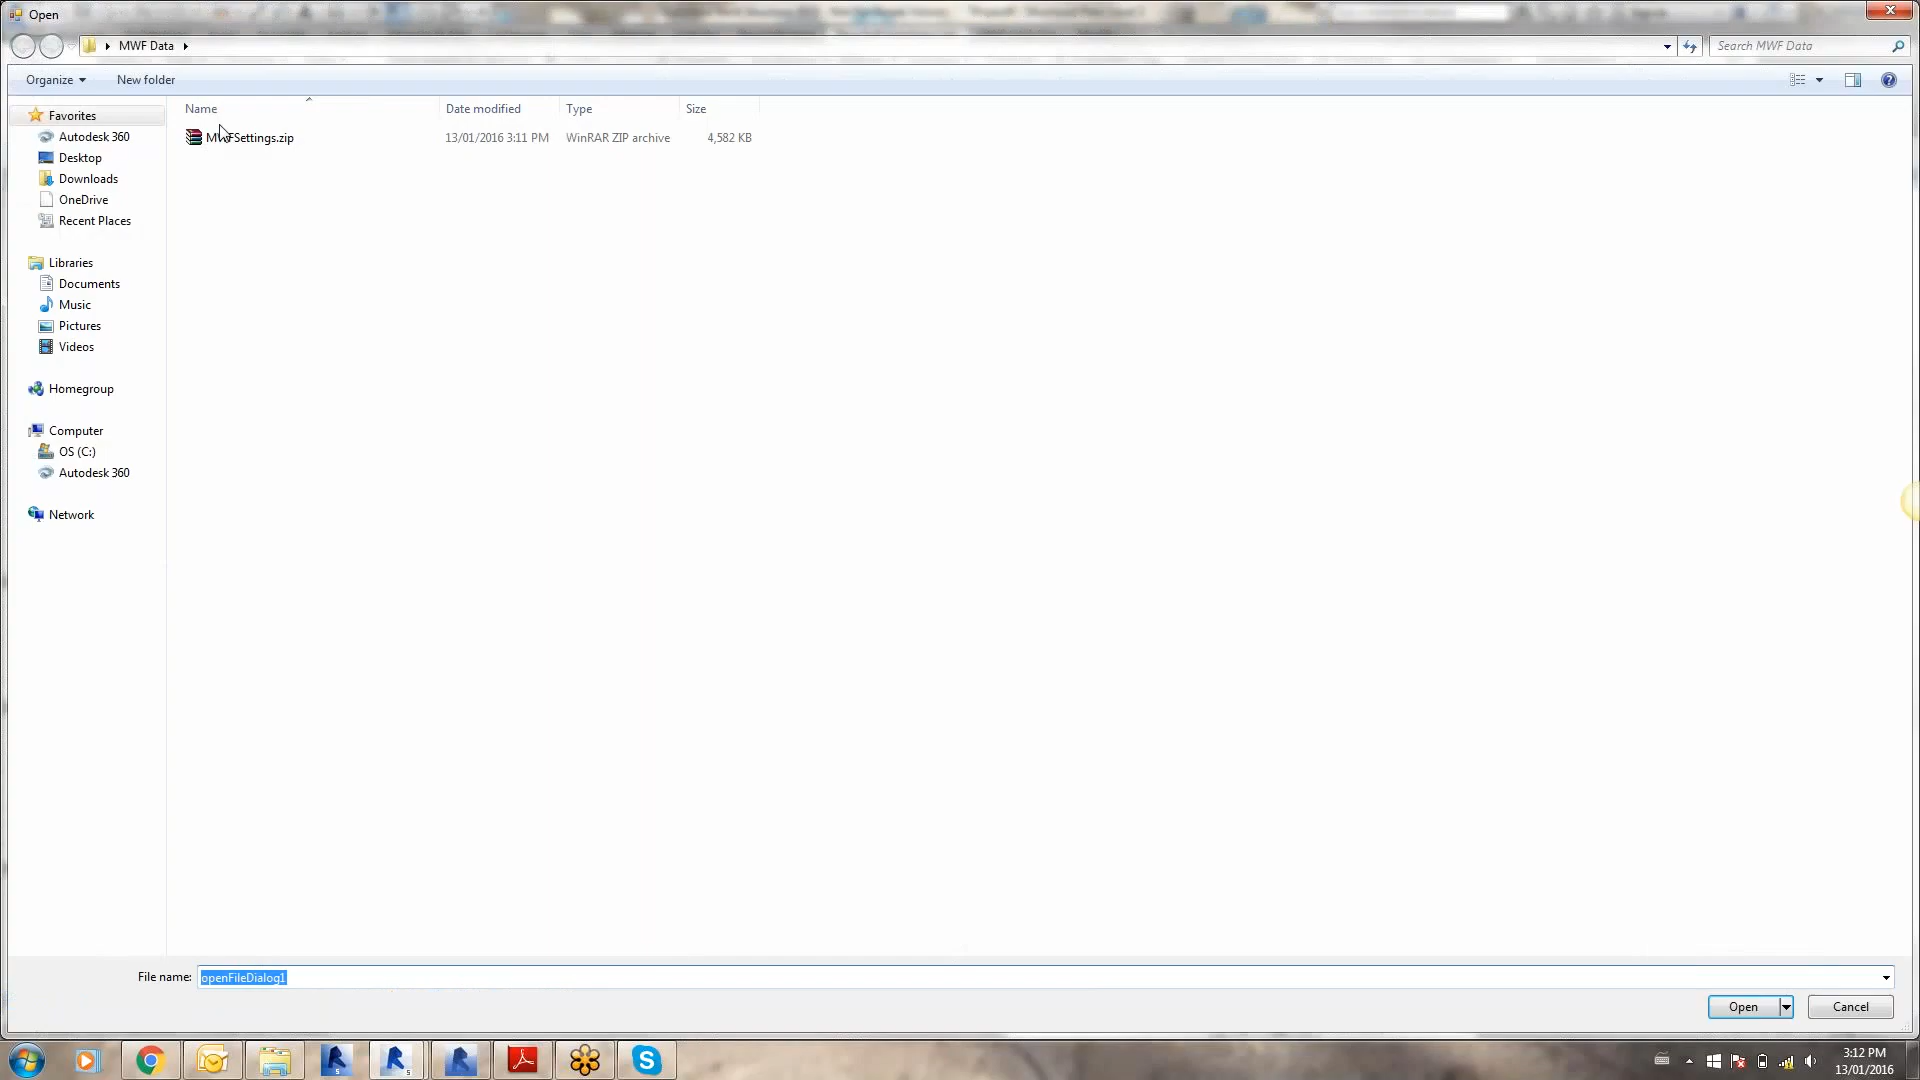 Open
MWF Data
Search MWF Data
Organize
New folder
Name
Date modified
Type
Size
MWFSettings.zip
13/01/2016 3:11 PM
WinRAR ZIP archive
4,582 KB
Favorites
Autodesk 360
Desktop
Downloads
OneDrive
Recent Places
Libraries
Documents
Music
Pictures
Videos
Homegroup
Computer
OS (C:)
Autodesk 360
Network
File name:
openFileDialog1
Open
Cancel
3:12 PM
13/01/2016